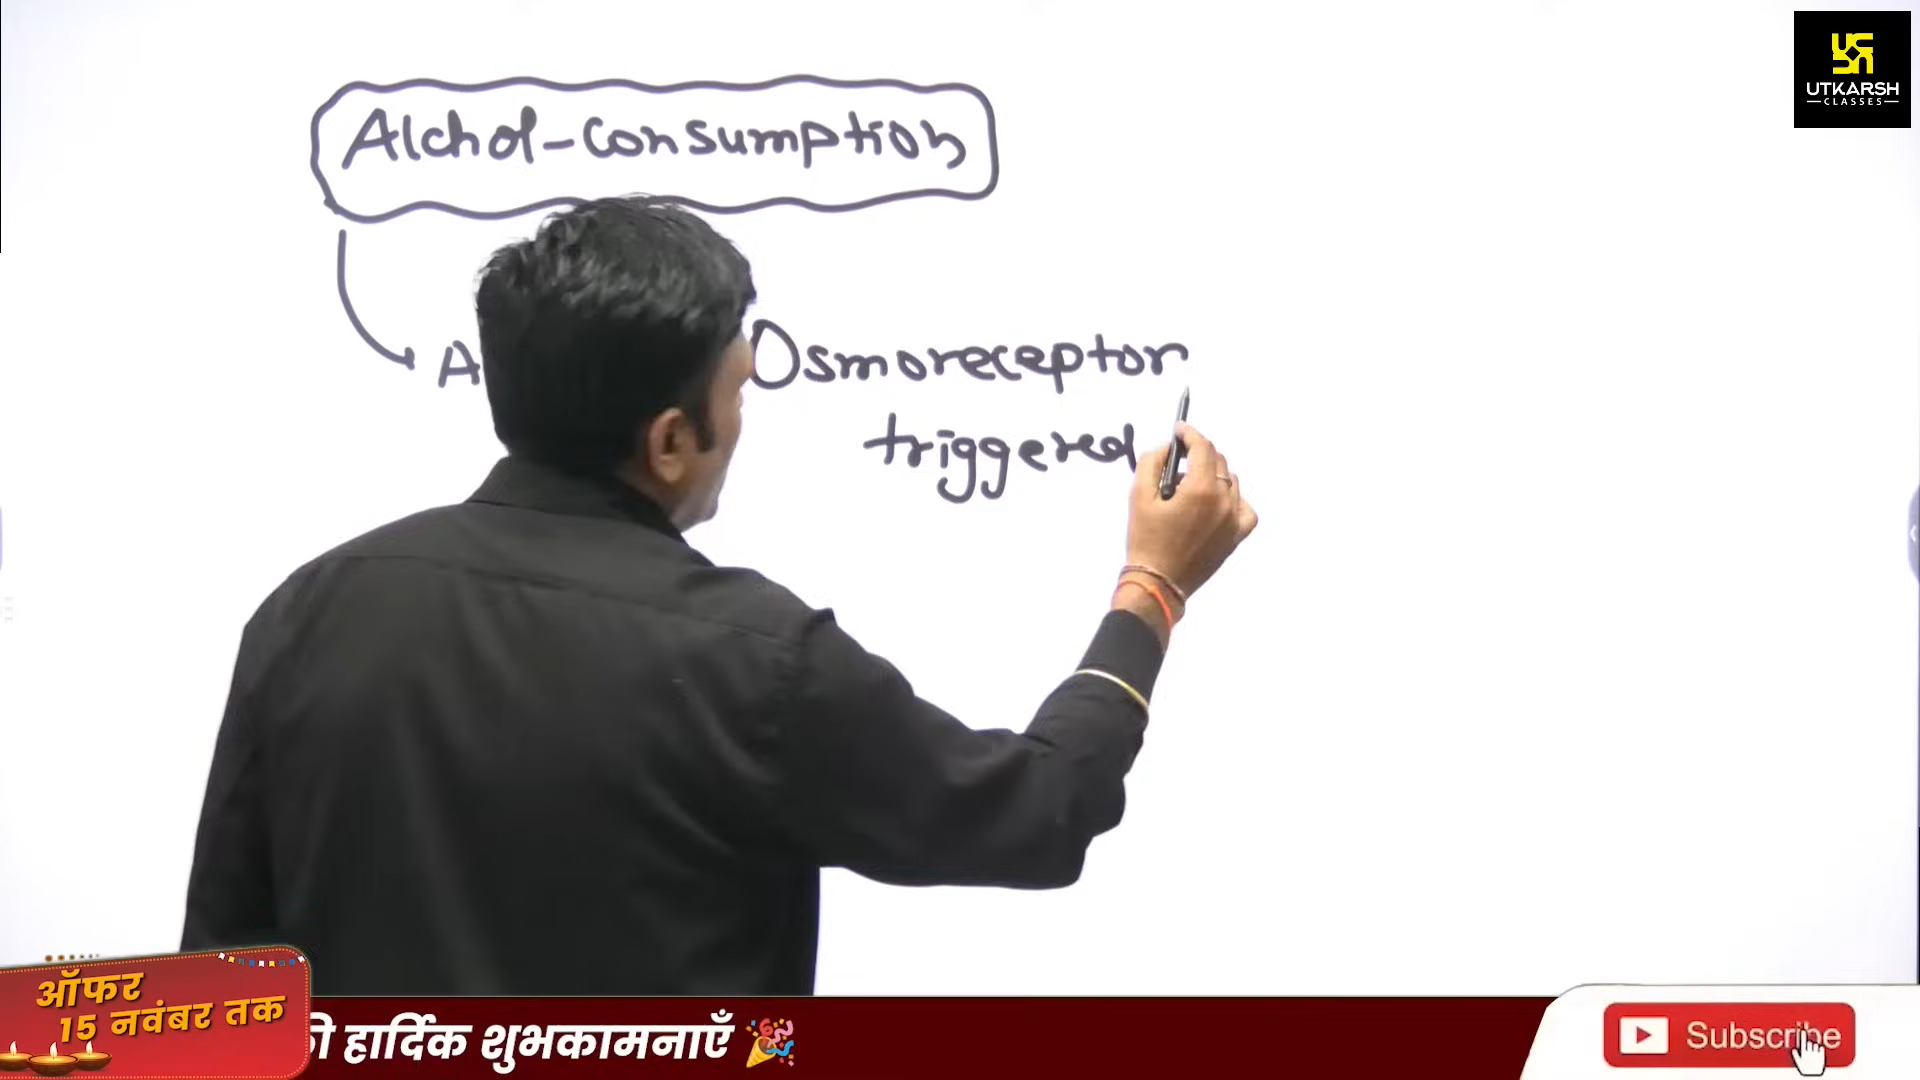 UTKARSH
CLASSES
Alchol-Consumption
Osmoreceptor
triggered
ऑफर
15 नवंबर तक
हार्दिक शुभकामनाएँ
Subscribe